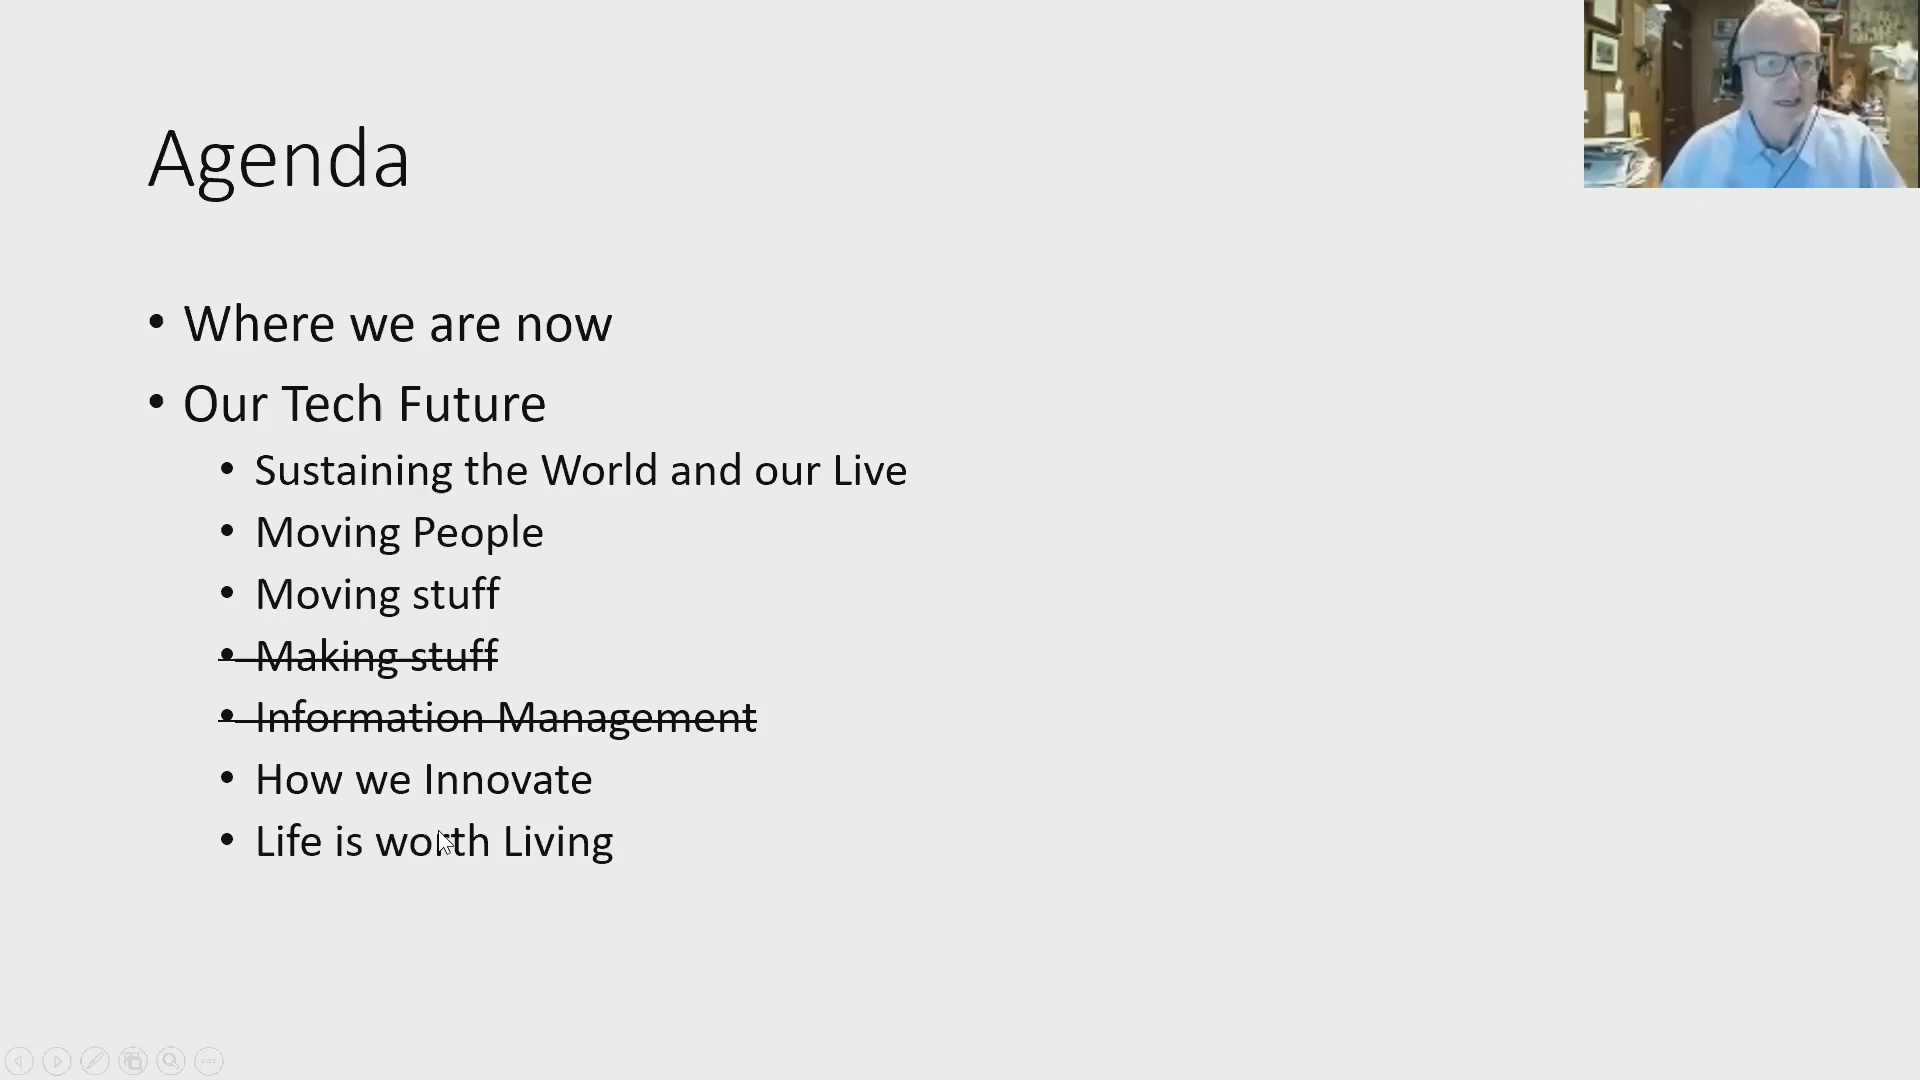 Agenda
• Where we are now
• Our Tech Future
• Sustaining the World and our Live
• Moving People
• Moving stuff
• Making stuff
• Information Management
• How we Innovate
• Life is worth Living